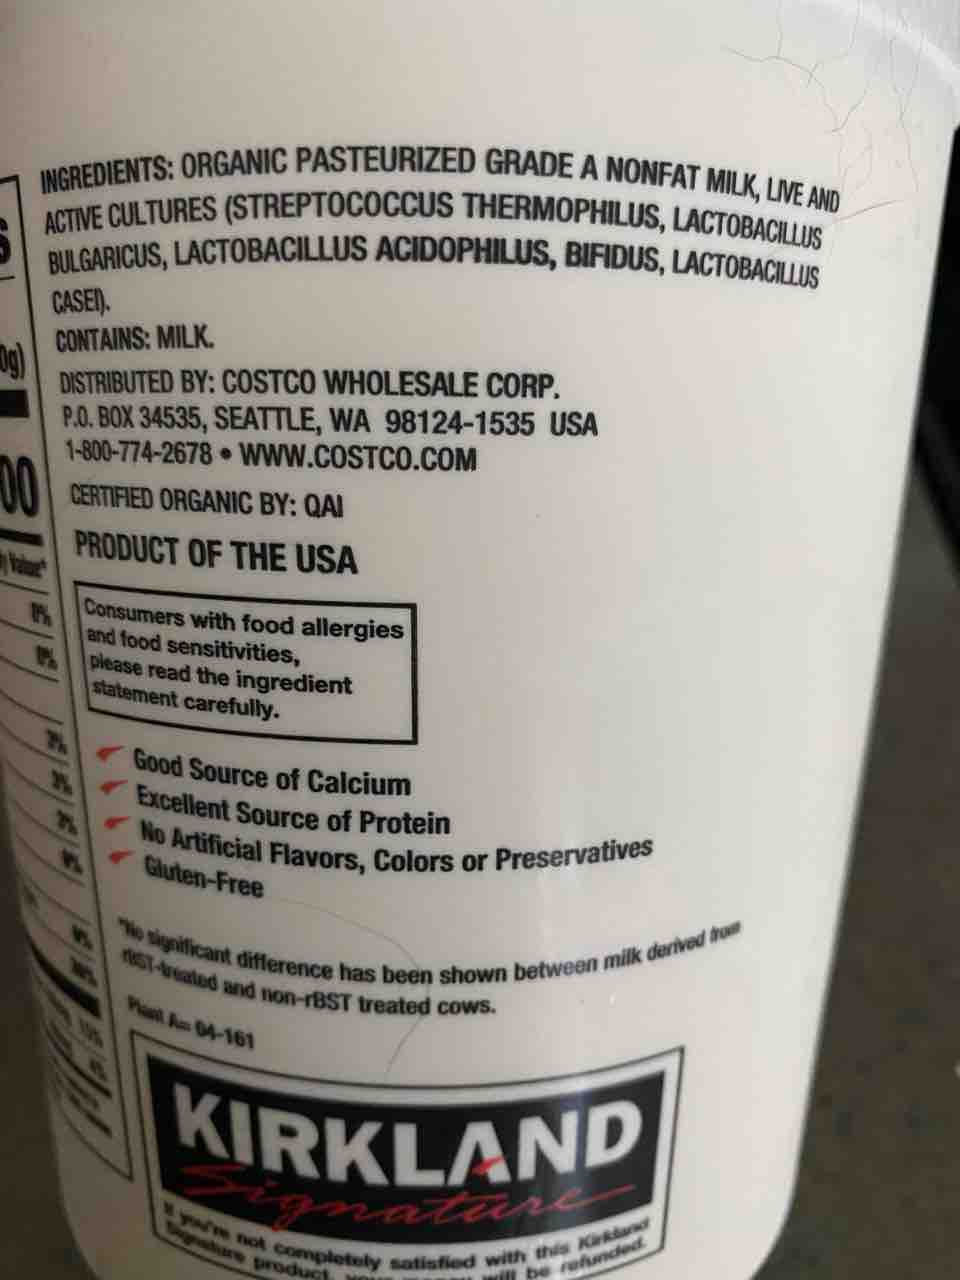 INGREDIENTS: ORGANIC PASTEURIZED GRADE A NONFAT MILK, LIVE AND
ACTIVE CULTURES (STREPTOCOCCUS THERMOPHILUS, LACTOBACILLUS
BULGARICUS, LACTOBACILLUS ACIDOPHILUS, BIFIDUS, LACTOBACILLUS
CASEI).
CONTAINS: MILK.
DISTRIBUTED BY: COSTCO WHOLESALE CORP.
P.O. BOX 34535, SEATTLE, WA 98124-1535 USA
1-800-774-2678 • WWW.COSTCO.COM
CERTIFIED ORGANIC BY: QAI
PRODUCT OF THE USA
Consumers with food allergies
and food sensitivities,
please read the ingredient
statement carefully.
Good Source of Calcium
Excellent Source of Protein
No Artificial Flavors, Colors or Preservatives
Gluten-Free
*No significant difference has been shown between milk derived from
rBST-treated and non-rBST treated cows.
Plant A= 04-161
KIRKLAND
Signature
If you're not completely satisfied with this Kirkland
Signature product, your money will be refunded.